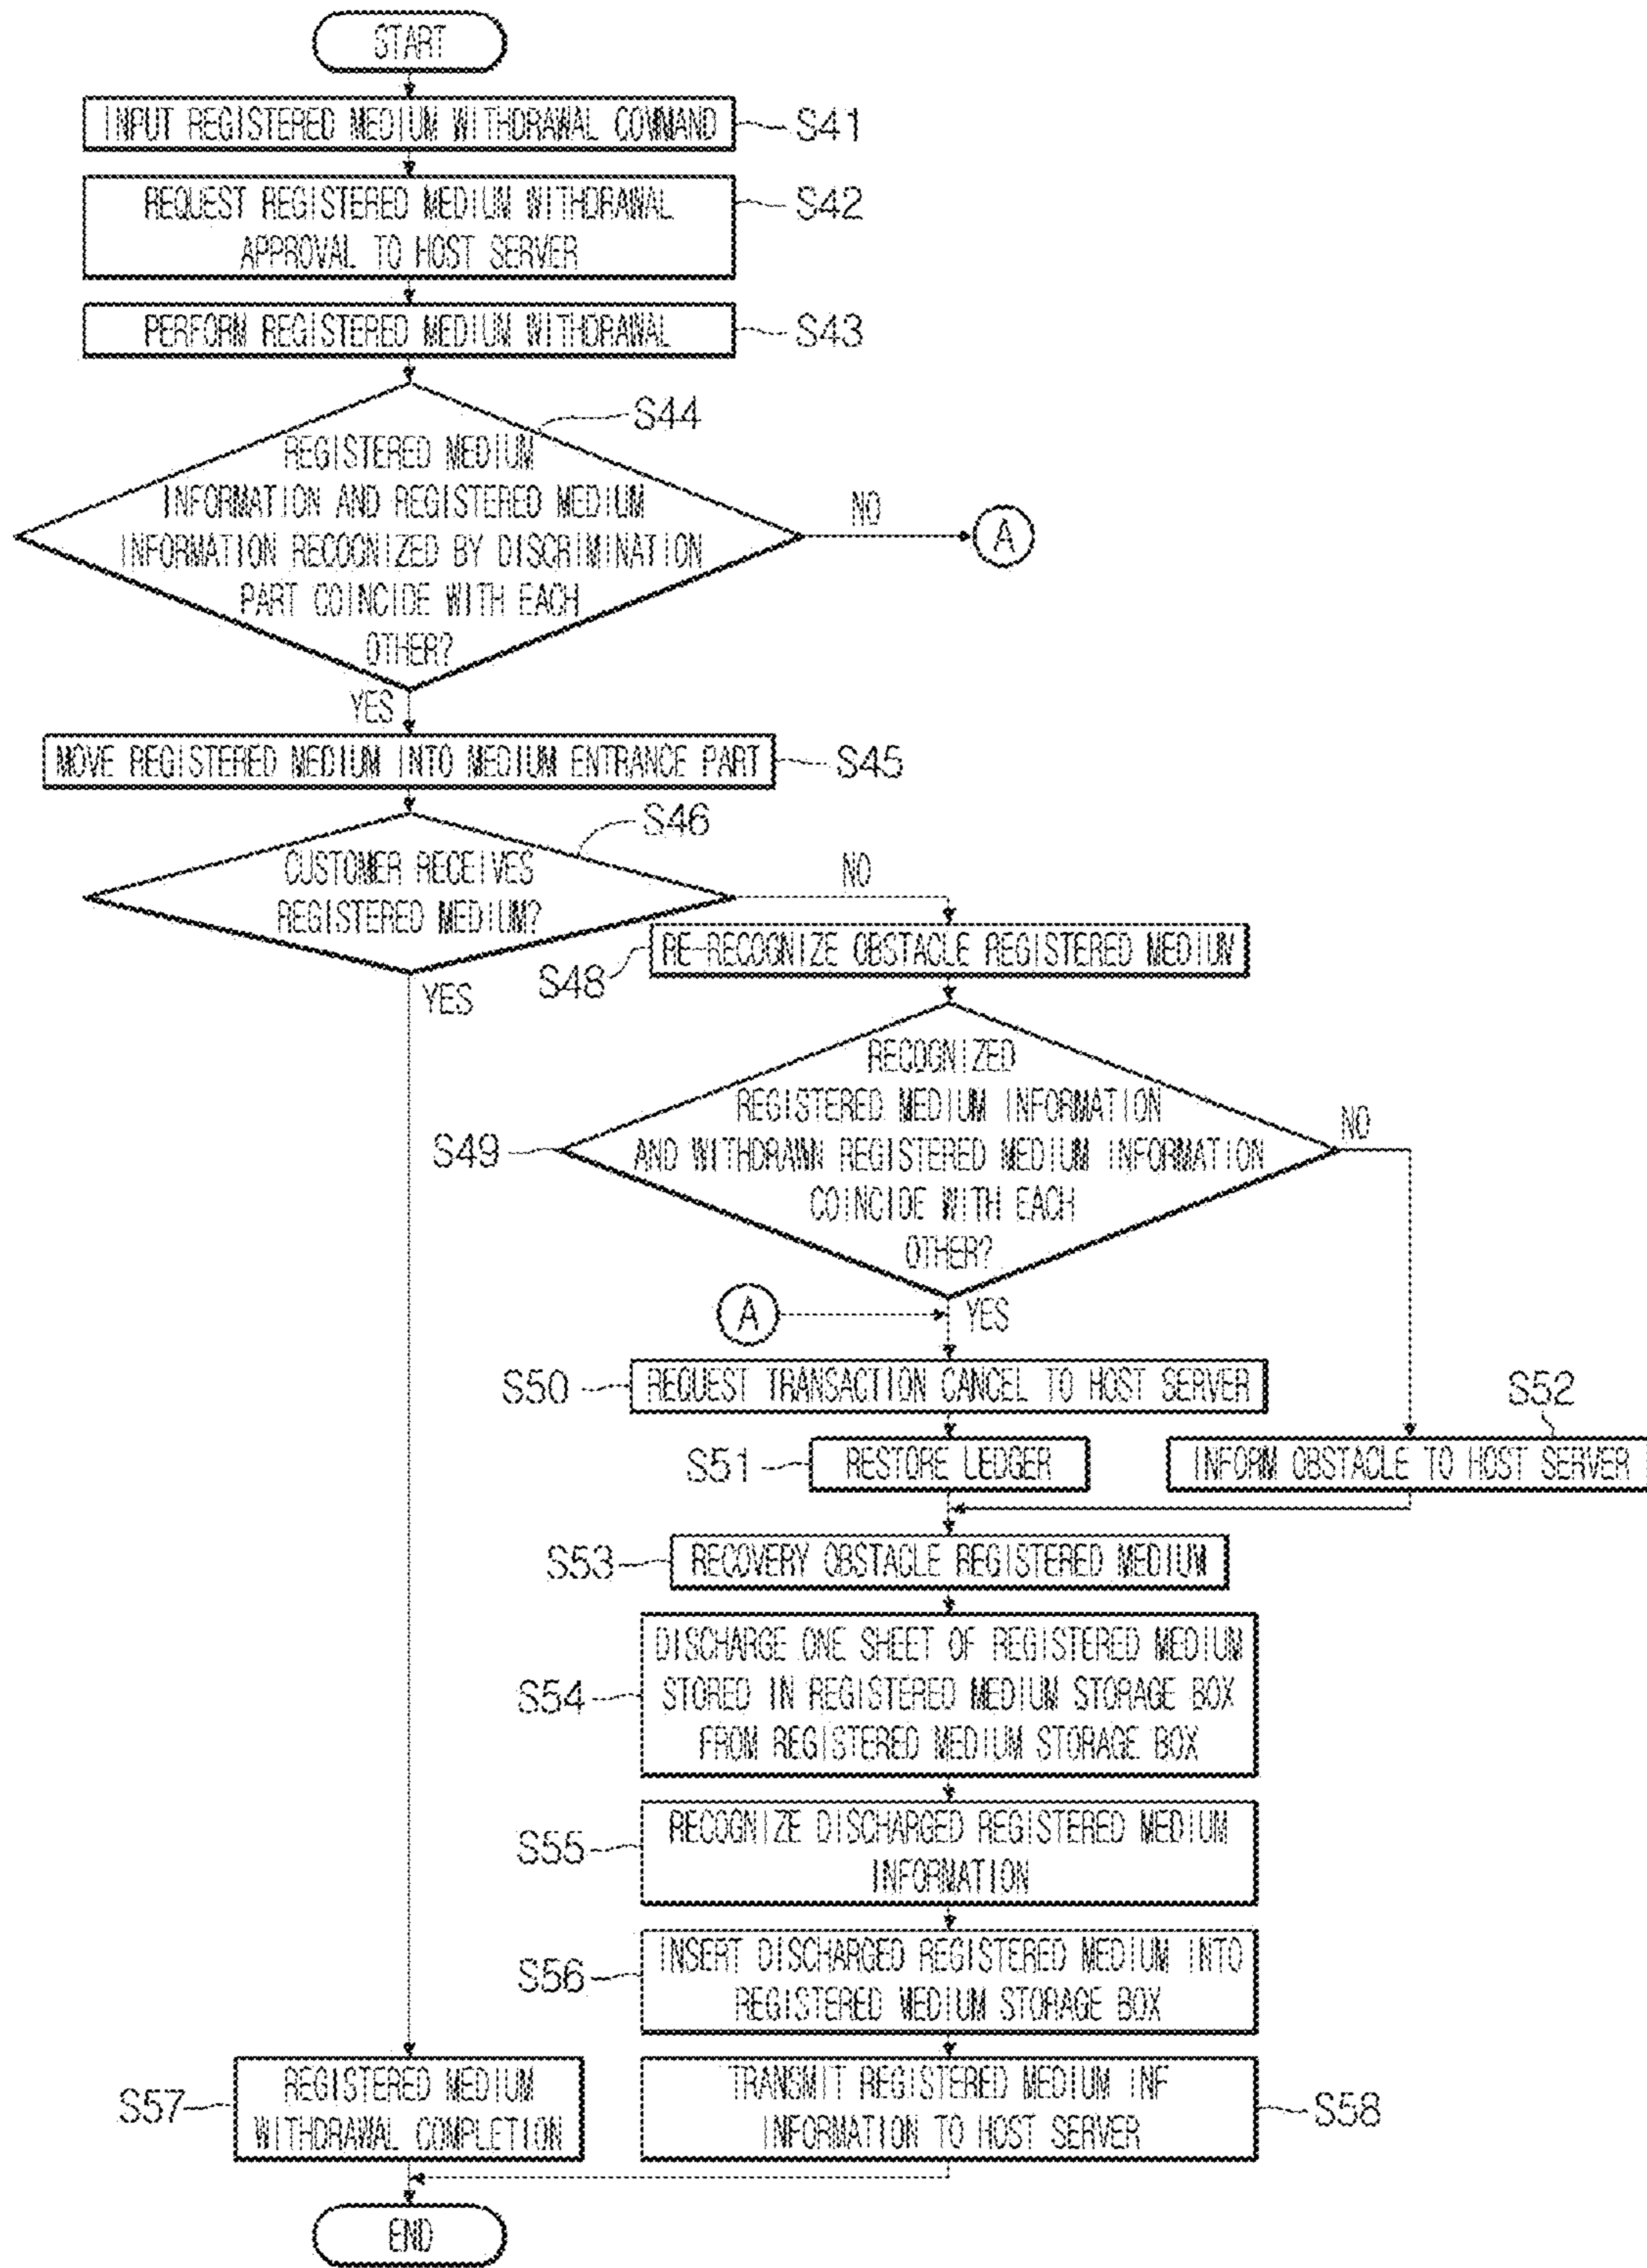 START
INPUT REGISTERED MEDIUM WITHDRAWAL COMMAND
S41
REQUEST REGISTERED MEDIUM WITHDRAWAL
APPROVAL TO HOST SERVER
S42
PERFORM REGISTERED MEDIUM WITHDRAWAL
S43
S44
REGISTERED MEDIUM
INFORMATION AND REGISTERED MEDIUM
INFORMATION RECOGNIZED BY DISCRIMINATION
PART COINCIDE WITH EACH
OTHER?
NO
A
YES
MOVE REGISTERED MEDIUM INTO MEDIUM ENTRANCE PART
S45
S46
CUSTOMER RECEIVES
REGISTERED MEDIUM?
NO
YES
S48
RE-RECOGNIZE OBSTACLE REGISTERED MEDIUM
S49
RECOGNIZED
REGISTERED MEDIUM INFORMATION
AND WITHDRAWN REGISTERED MEDIUM INFORMATION
COINCIDE WITH EACH
OTHER?
NO
A
YES
S50
REQUEST TRANSACTION CANCEL TO HOST SERVER
S51
RESTORE LEDGER
S52
INFORM OBSTACLE TO HOST SERVER
S53
RECOVERY OBSTACLE REGISTERED MEDIUM
S54
DISCHARGE ONE SHEET OF REGISTERED MEDIUM
STORED IN REGISTERED MEDIUM STORAGE BOX
FROM REGISTERED MEDIUM STORAGE BOX
S55
RECOGNIZE DISCHARGED REGISTERED MEDIUM
INFORMATION
S56
INSERT DISCHARGED REGISTERED MEDIUM INTO
REGISTERED MEDIUM STORAGE BOX
S57
REGISTERED MEDIUM
WITHDRAWAL COMPLETION
TRANSMIT REGISTERED MEDIUM INF
INFORMATION TO HOST SERVER
S58
END